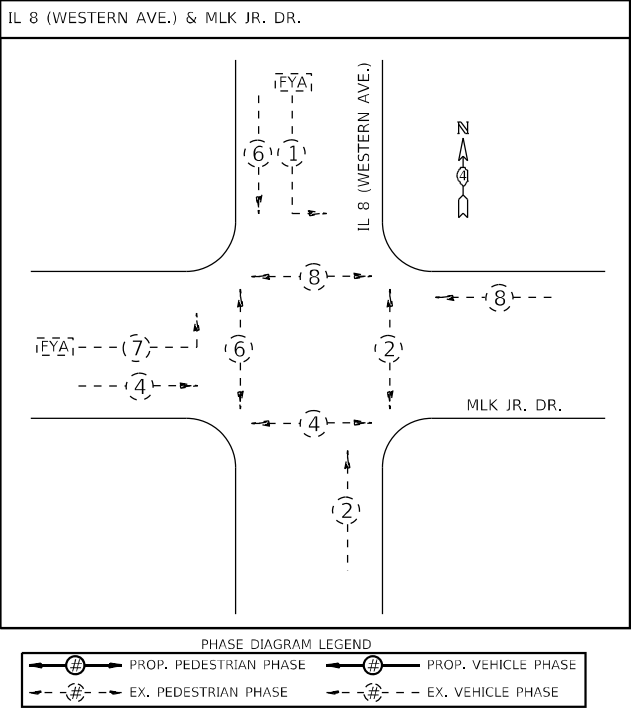 IL 8 (WESTERN AVE.) & MLK JR. DR.
FYA
IL 8 (WESTERN AVE.)
N
6
1
4
8
8
FYA
7
6
2
4
MLK JR. DR.
4
2
PHASE DIAGRAM LEGEND
# PROP. PEDESTRIAN PHASE
# PROP. VEHICLE PHASE
# EX. PEDESTRIAN PHASE
# EX. VEHICLE PHASE